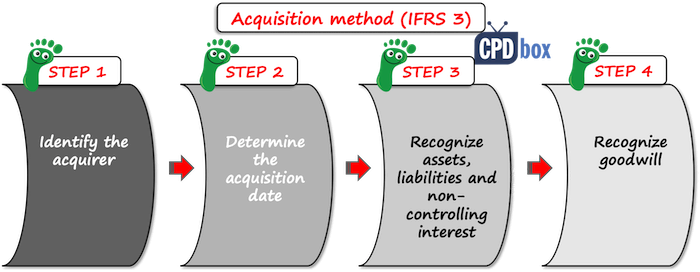 Acquisition method (IFRS 3)
CPD box
STEP 1
STEP 2
STEP 3
STEP 4
Identify the
acquirer
Determine
the
acquisition
date
Recognize
assets,
liabilities and
non-
controlling
interest
Recognize
goodwill